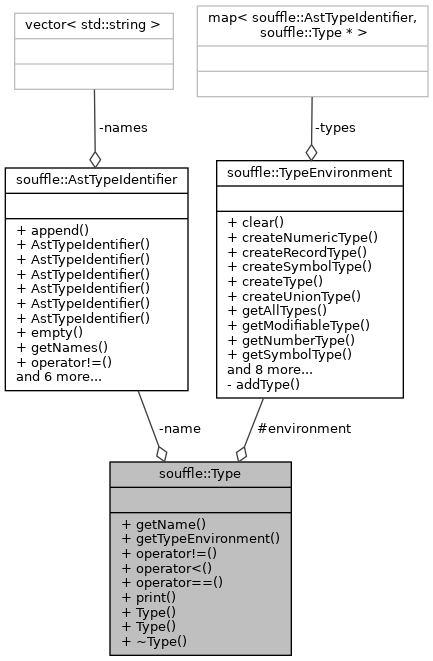 vector< std::string >
map< souffle::AstTypeIdentifier,
souffle::Type * >
-names
-types
souffle::AstTypeIdentifier
+ append()
+ AstTypeIdentifier()
+ AstTypeIdentifier()
+ AstTypeIdentifier()
+ AstTypeIdentifier()
+ AstTypeIdentifier()
+ AstTypeIdentifier()
+ empty()
+ getNames()
+ operator!=()
and 6 more...
souffle::TypeEnvironment
+ clear()
+ createNumericType()
+ createRecordType()
+ createSymbolType()
+ createType()
+ createUnionType()
+ getAllTypes()
+ getModifiableType()
+ getNumberType()
+ getSymbolType()
and 8 more...
- addType()
-name
#environment
souffle::Type
+ getName()
+ getTypeEnvironment()
+ operator!=()
+ operator<()
+ operator==()
+ print()
+ Type()
+ Type()
+ ~Type()